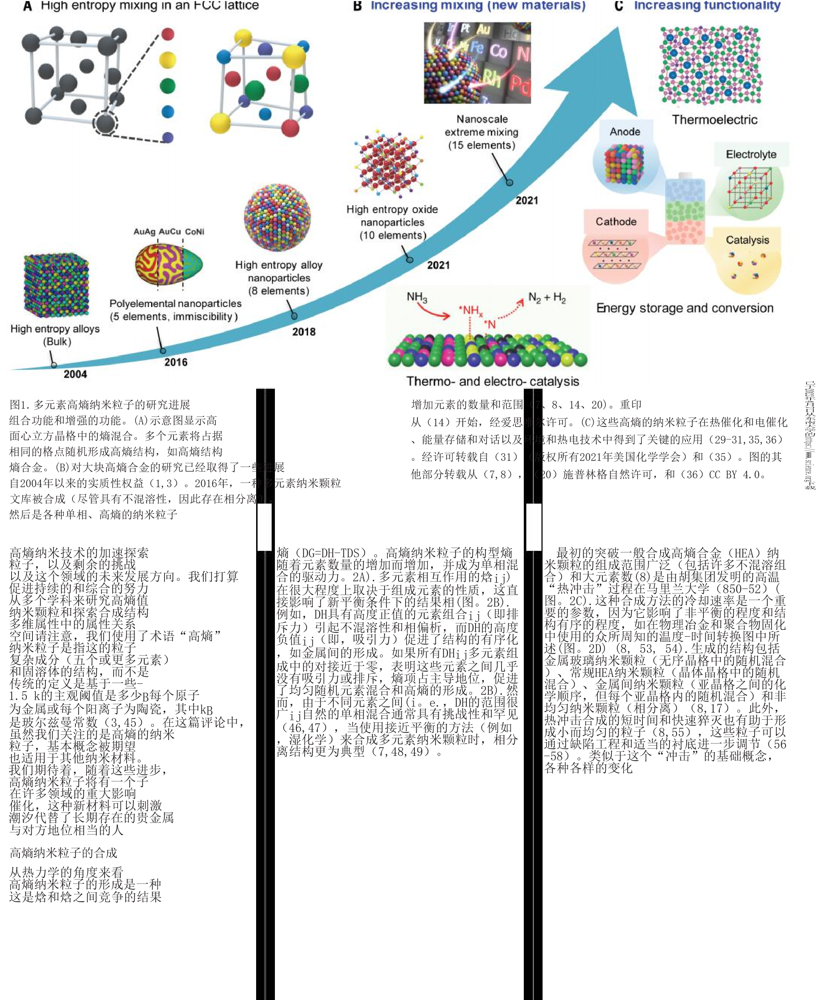 A High entropy mixing in an FCC lattice
B Increasing mixing (new materials)
C Increasing functionality
Pt Au
Fe Co
Rh Pd
Nanoscale
extreme mixing
(15 elements)
2021
High entropy oxide
nanoparticles
(10 elements)
2021
High entropy alloy
nanoparticles
(8 elements)
2018
AuAg AuCu CoNi
Polyelemental nanoparticles
(5 elements, immiscibility)
2016
High entropy alloys
(Bulk)
2004
Thermoelectric
Anode
Electrolyte
Cathode
Catalysis
Energy storage and conversion
NH3
*NHx
*N
N2 + H2
Thermo- and electro- catalysis
图1.多元素高熵纳米粒子的研究进展
组合功能和增强的功能。(A)示意图显示高
面心立方晶格中的熵混合。多个元素将占据
相同的格点随机形成高熵结构，如高熵结构
熵合金。(B)对大块高熵合金的研究已经取得了一些进展
自2004年以来的实质性权益（1,3）。2016年，一种多元素纳米颗粒
文库被合成（尽管具有不混溶性，因此存在相分离）
然后是各种单相、高熵的纳米粒子
增加元素的数量和范围（7、8、14、20）。重印
从（14）开始，经爱思唯尔许可。(C)这些高熵的纳米粒子在热催化和电催化
、能量存储和对话以及环境和热电技术中得到了关键的应用（29-31,35,36）
。经许可转载自（31）（版权所有2021年美国化学学会）和（35）。图的其
他部分转载从（7,8），（20）施普林格自然许可，和（36）CC BY 4.0。
高熵纳米技术的加速探索
粒子，以及剩余的挑战
以及这个领域的未来发展方向。我们打算
促进持续的和综合的努力
从多个学科来研究高熵值
纳米颗粒和探索合成结构
多维属性中的属性关系
空间请注意，我们使用了术语“高熵”
纳米粒子是指这的粒子
复杂成分（五个或更多元素）
和固溶体的结构，而不是
传统的定义是基于一些-
1.5 k的主观阈值是多少B每个原子
为金属或每个阳离子为陶瓷，其中kB
是玻尔兹曼常数（3,45）。在这篇评论中，
虽然我们关注的是高熵的纳米
粒子，基本概念被期望
也适用于其他纳米材料。
我们期待着，随着这些进步，
高熵纳米粒子将有一个子
在许多领域的重大影响
催化，这种新材料可以刺激
潮汐代替了长期存在的贵金属
与对方地位相当的人
高熵纳米粒子的合成
从热力学的角度来看
高熵纳米粒子的形成是一种
这是焓和焓之间竞争的结果
熵（DG=DH-TDS）。高熵纳米粒子的构型熵
随着元素数量的增加而增加，并成为单相混
合的驱动力。2A).多元素相互作用的焓ij)
在很大程度上取决于组成元素的性质，这直
接影响了新平衡条件下的结果相(图。2B).
例如，DH具有高度正值的元素组合ij（即排
斥力）引起不混溶性和相偏析，而DH的高度
负值ij（即，吸引力）促进了结构的有序化
，如金属间的形成。如果所有DHij多元素组
成中的对接近于零，表明这些元素之间几乎
没有吸引力或排斥，熵项占主导地位，促进
了均匀随机元素混合和高熵的形成。2B).然
而，由于不同元素之间(i。e.，DH的范围很
广ij自然的单相混合通常具有挑战性和罕见
（46,47），当使用接近平衡的方法（例如
，湿化学）来合成多元素纳米颗粒时，相分
离结构更为典型（7,48,49）。
最初的突破一般合成高熵合金（HEA）纳
米颗粒的组成范围广泛（包括许多不混溶组
合）和大元素数(8)是由胡集团发明的高温
“热冲击”过程在马里兰大学（850-52）(
图。2C).这种合成方法的冷却速率是一个重
要的参数，因为它影响了非平衡的程度和结
构有序的程度，如在物理冶金和聚合物固化
中使用的众所周知的温度-时间转换图中所
述(图。2D) (8, 53, 54).生成的结构包括
金属玻璃纳米颗粒（无序晶格中的随机混合
）、常规HEA纳米颗粒（晶体晶格中的随机
混合）、金属间纳米颗粒（亚晶格之间的化
学顺序，但每个亚晶格内的随机混合）和非
均匀纳米颗粒（相分离）（8,17）。此外，
热冲击合成的短时间和快速猝灭也有助于形
成小而均匀的粒子（8,55），这些粒子可以
通过缺陷工程和适当的衬底进一步调节（56
-58）。类似于这个“冲击”的基础概念，
各种各样的变化